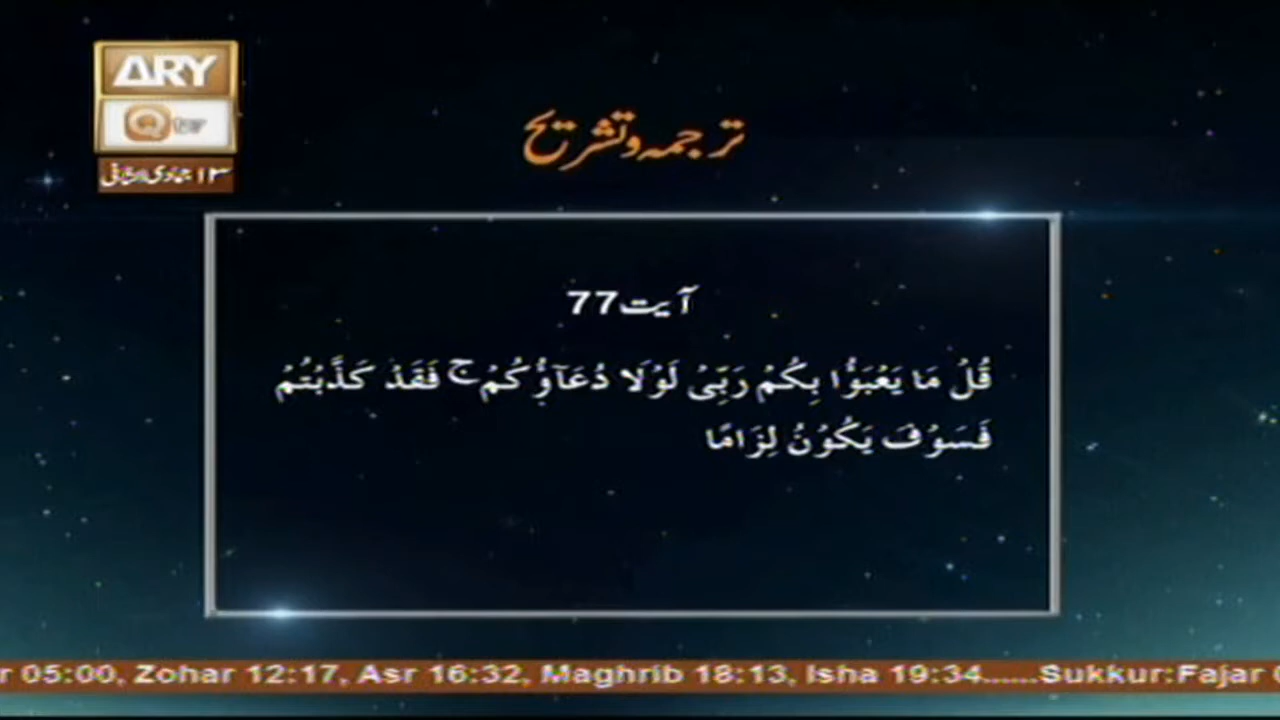 ARY
Q
۱۳ جمادی الثانی
ترجمہ و تشریح
آیت 77
قُلْ مَا يَعْبَؤُا بِكُمْ رَبِّیْ لَوْلَا دُعَآؤُكُمْ ۚ فَقَدْ كَذَّبْتُمْ
فَسَوْفَ يَكُوْنُ لِزَامًا
r 05:00, Zohar 12:17, Asr 16:32, Maghrib 18:13, Isha 19:34......Sukkur:Fajar